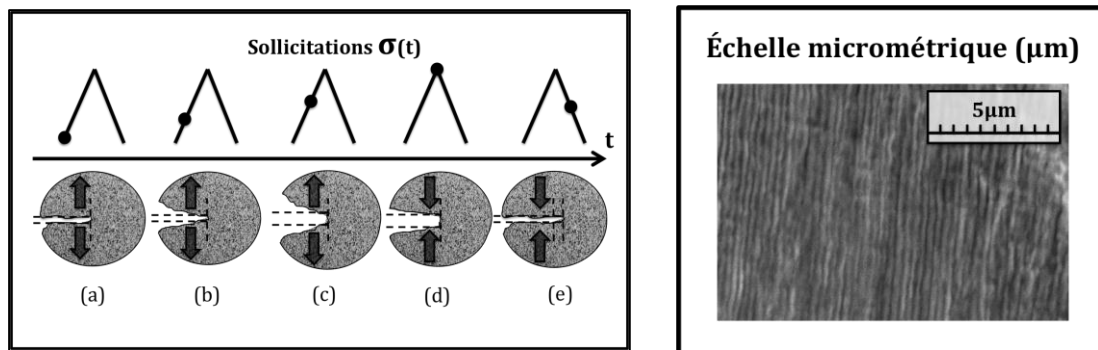 Sollicitations σ(t)
t
(a) (b) (c) (d) (e)
Échelle micrométrique (µm)
5µm